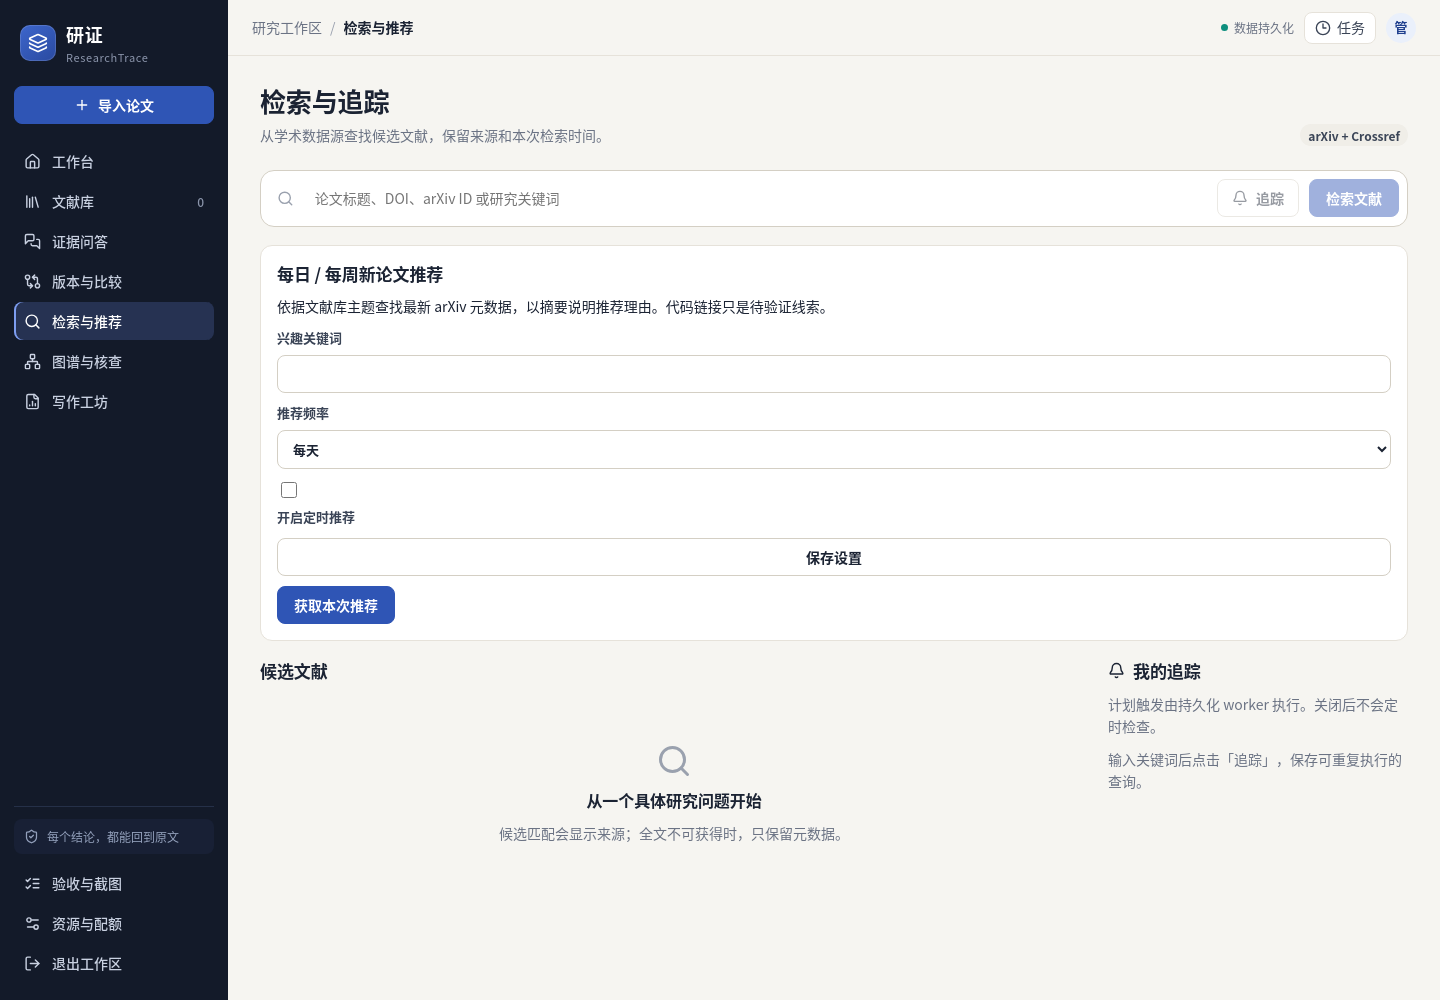 研证
ResearchTrace
导入论文
工作台
文献库 0
证据问答
版本与比较
检索与推荐
图谱与核查
写作工坊
每个结论，都能回到原文
验收与截图
资源与配额
退出工作区
研究工作区 / 检索与推荐
数据持久化
任务
管
检索与追踪
从学术数据源查找候选文献，保留来源和本次检索时间。
arXiv + Crossref
论文标题、DOI、arXiv ID 或研究关键词
追踪
检索文献
每日 / 每周新论文推荐
依据文献库主题查找最新 arXiv 元数据，以摘要说明推荐理由。代码链接只是待验证线索。
兴趣关键词
推荐频率
每天
开启定时推荐
保存设置
获取本次推荐
候选文献
从一个具体研究问题开始
候选匹配会显示来源；全文不可获得时，只保留元数据。
我的追踪
计划触发由持久化 worker 执行。关闭后不会定
时检查。
输入关键词后点击「追踪」，保存可重复执行的
查询。